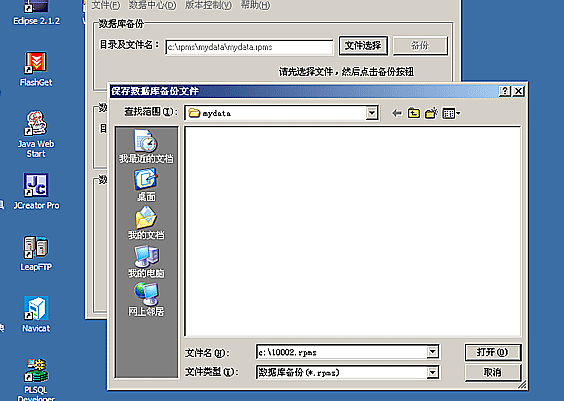 文件(F) 数据中心(D) 版本控制(V) 帮助(H)
Eclipse 2.1.2
数据库备份
目录及文件名：
c:\rpms\mydata\mydata.rpms
文件选择
备份
请先选择文件，然后点击备份按钮
FlashGet
Java Web
Start
JCreator Pro
LeapFTP
Navicat
PLSQL
Developer
保存数据库备份文件
查找范围(I)：
mydata
我最近的文档
桌面
我的文档
我的电脑
网上邻居
文件名(N)：
c:\10002.rpms
打开(O)
文件类型(T)：
数据库备份(*.rpms)
取消